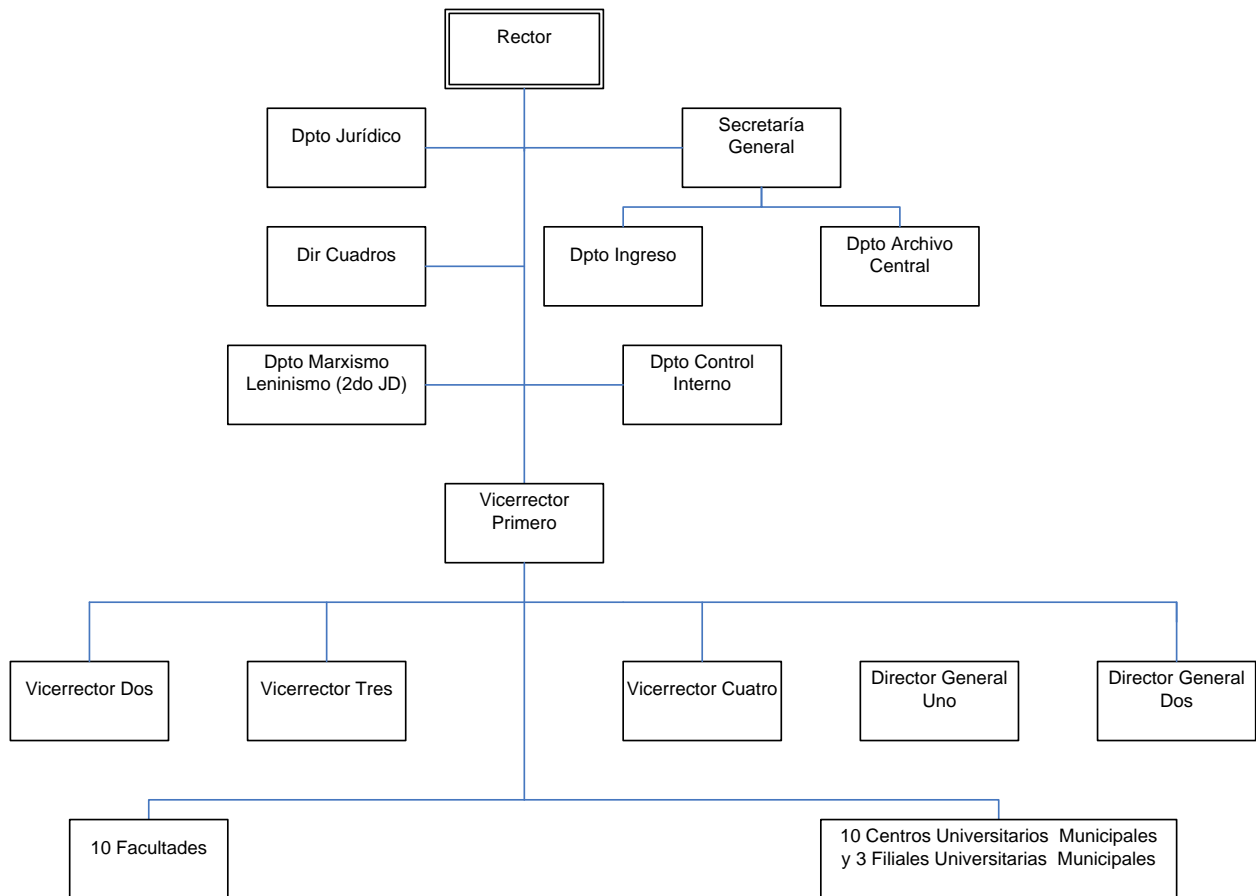 Rector
Dpto Jurídico
Secretaría
General
Dir Cuadros
Dpto Ingreso
Dpto Archivo
Central
Dpto Marxismo
Leninismo (2do JD)
Dpto Control
Interno
Vicerrector
Primero
Vicerrector Dos
Vicerrector Tres
Vicerrector Cuatro
Director General
Uno
Director General
Dos
10 Facultades
10 Centros Universitarios Municipales
y 3 Filiales Universitarias Municipales